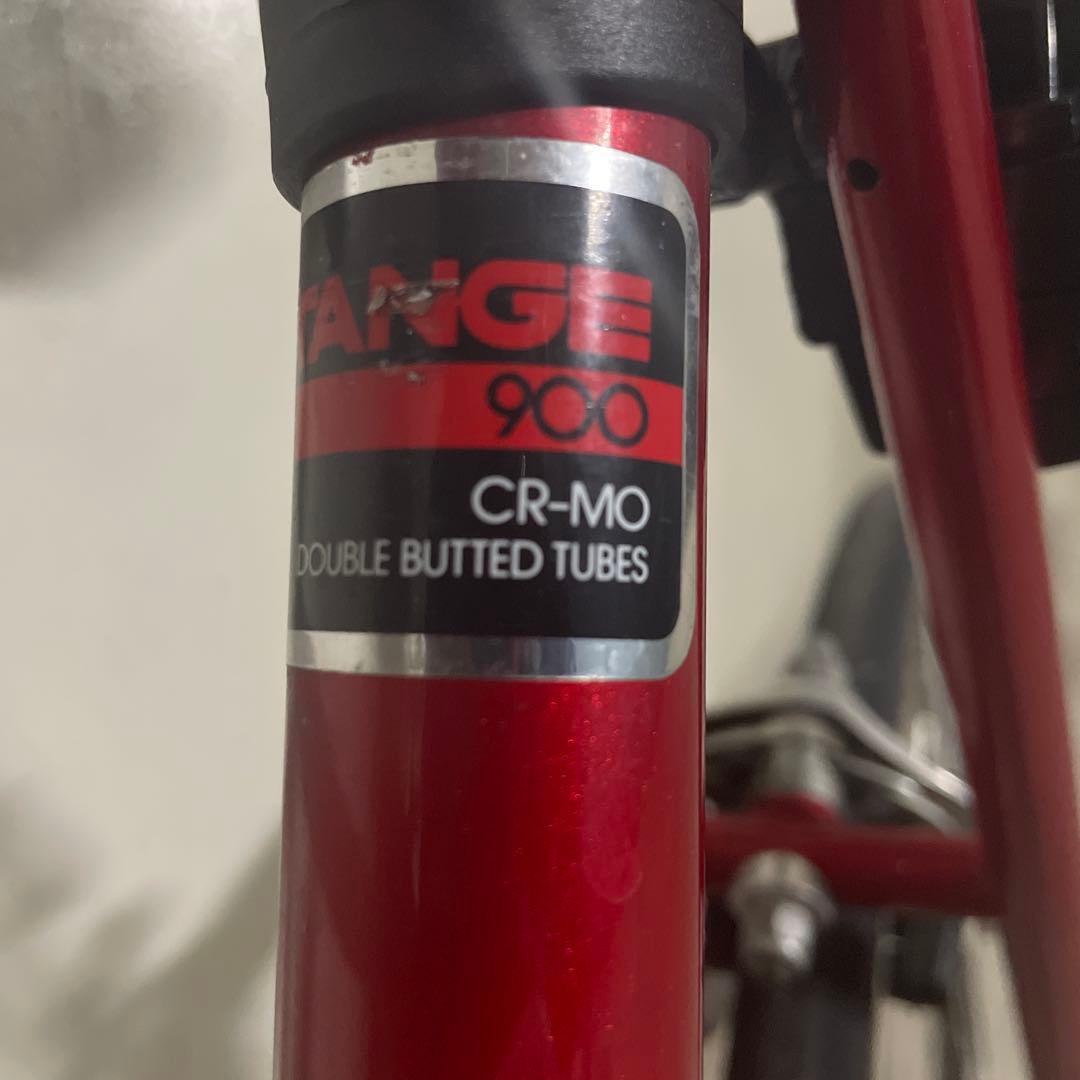 TANGE
900
CR-MO
DOUBLE BUTTED TUBES